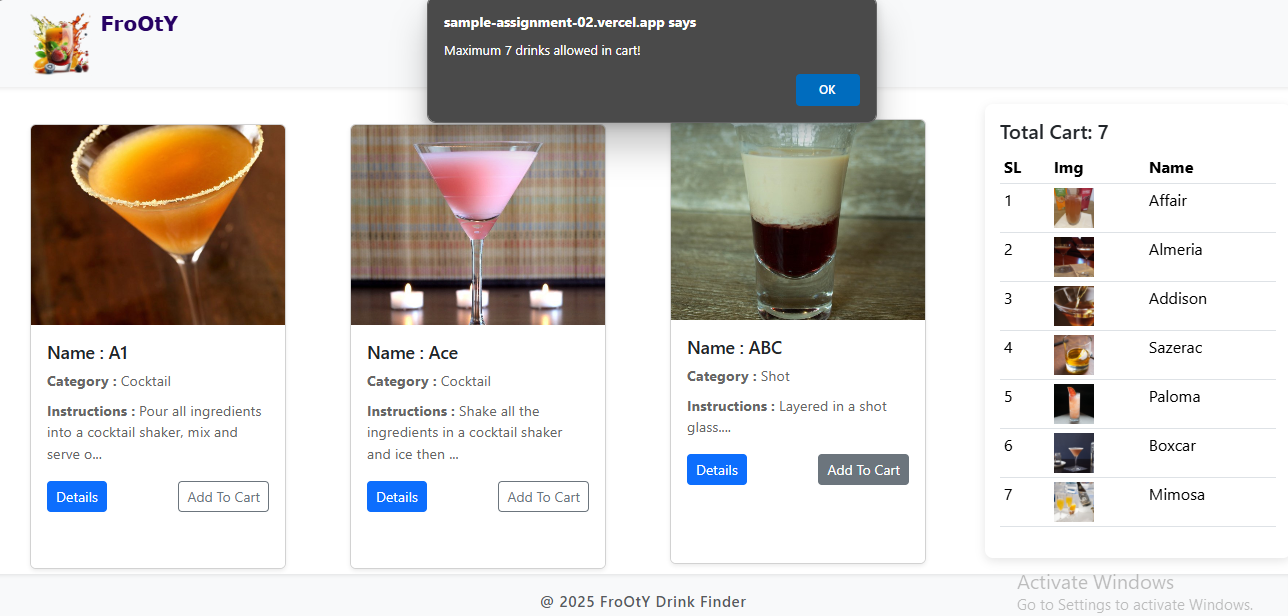 FroOtY
sample-assignment-02.vercel.app says
Maximum 7 drinks allowed in cart!
OK
Name : A1
Category : Cocktail
Instructions : Pour all ingredients
into a cocktail shaker, mix and
serve o...
Details
Add To Cart
Name : Ace
Category : Cocktail
Instructions : Shake all the
ingredients in a cocktail shaker
and ice then ...
Details
Add To Cart
Name : ABC
Category : Shot
Instructions : Layered in a shot
glass....
Details
Add To Cart
Total Cart: 7
SL Img Name
1 Affair
2 Almeria
3 Addison
4 Sazerac
5 Paloma
6 Boxcar
7 Mimosa
Activate Windows
Go to Settings to activate Windows.
@ 2025 FroOtY Drink Finder